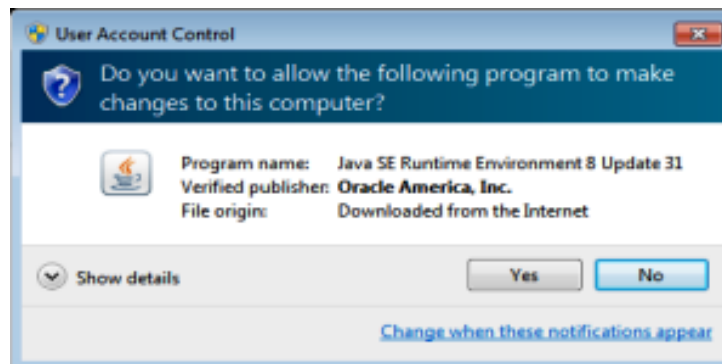 User Account Control
Do you want to allow the following program to make
changes to this computer?
Program name: Java SE Runtime Environment 8 Update 31
Verified publisher: Oracle America, Inc.
File origin: Downloaded from the Internet
Show details Yes No
Change when these notifications appear